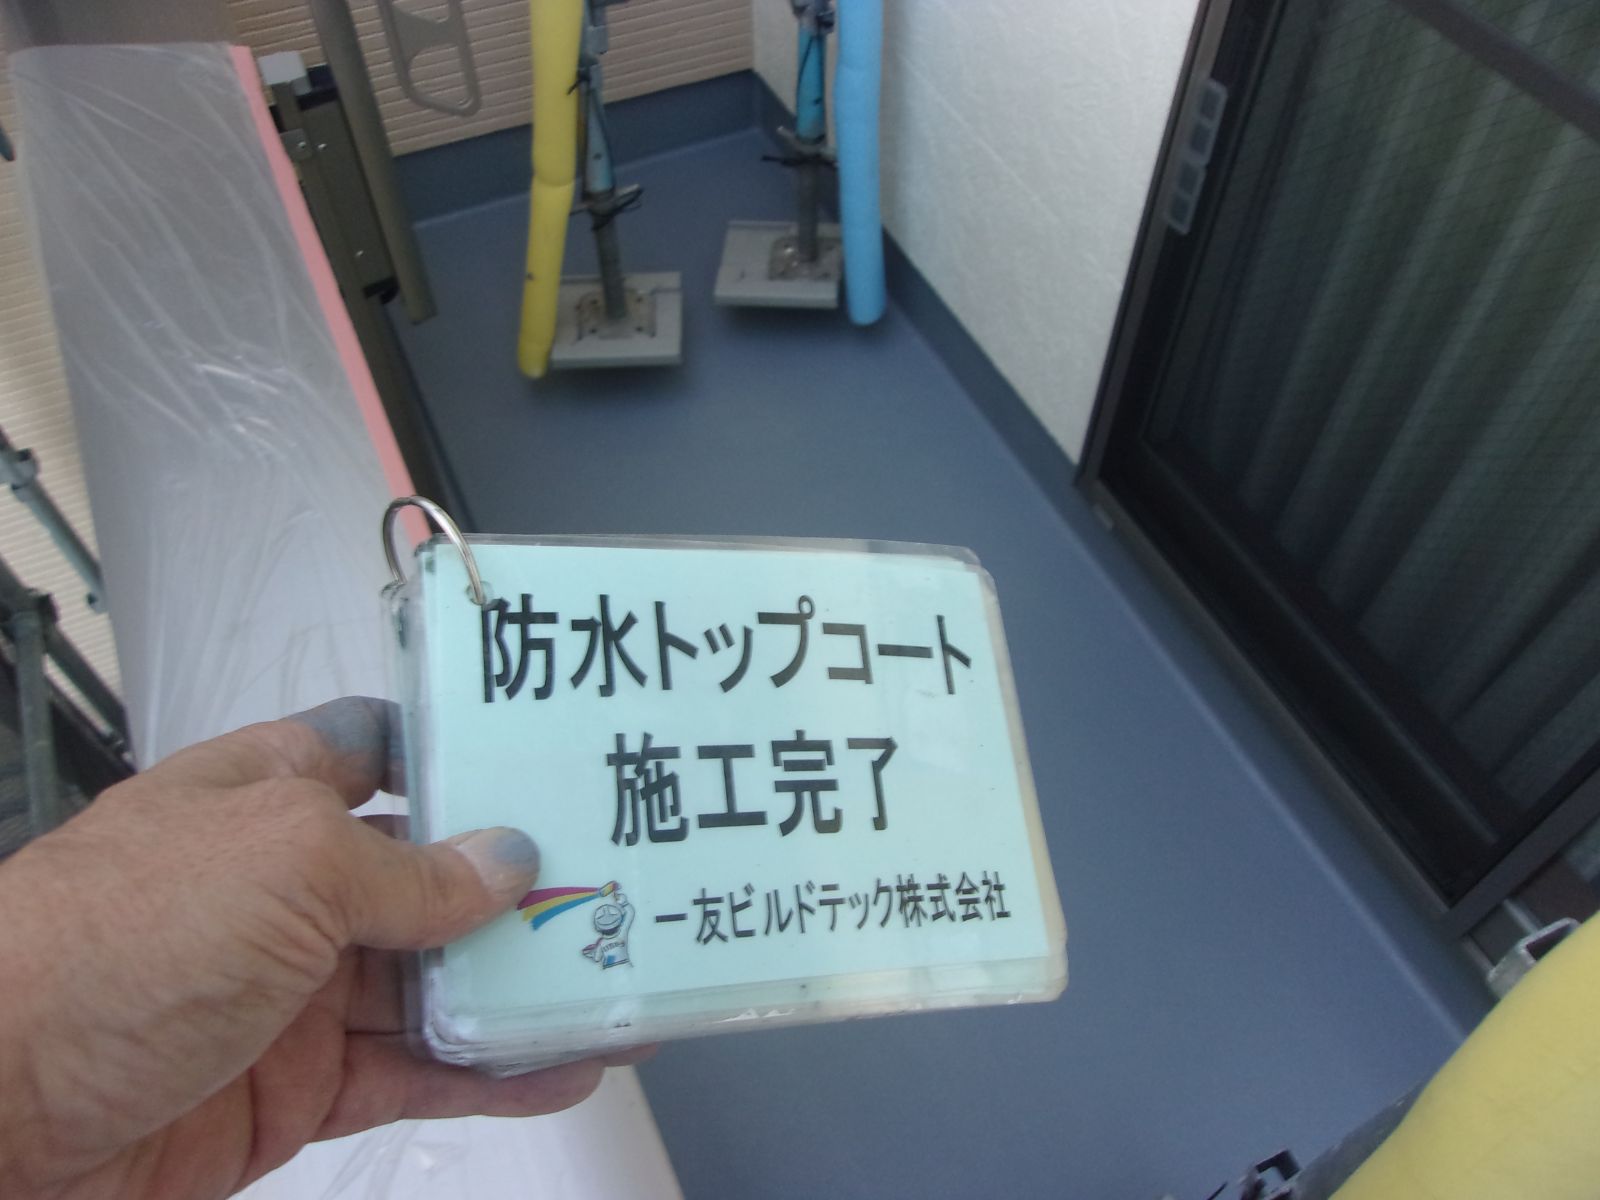 防水トップコート
施工完了
一友ビルドテック株式会社